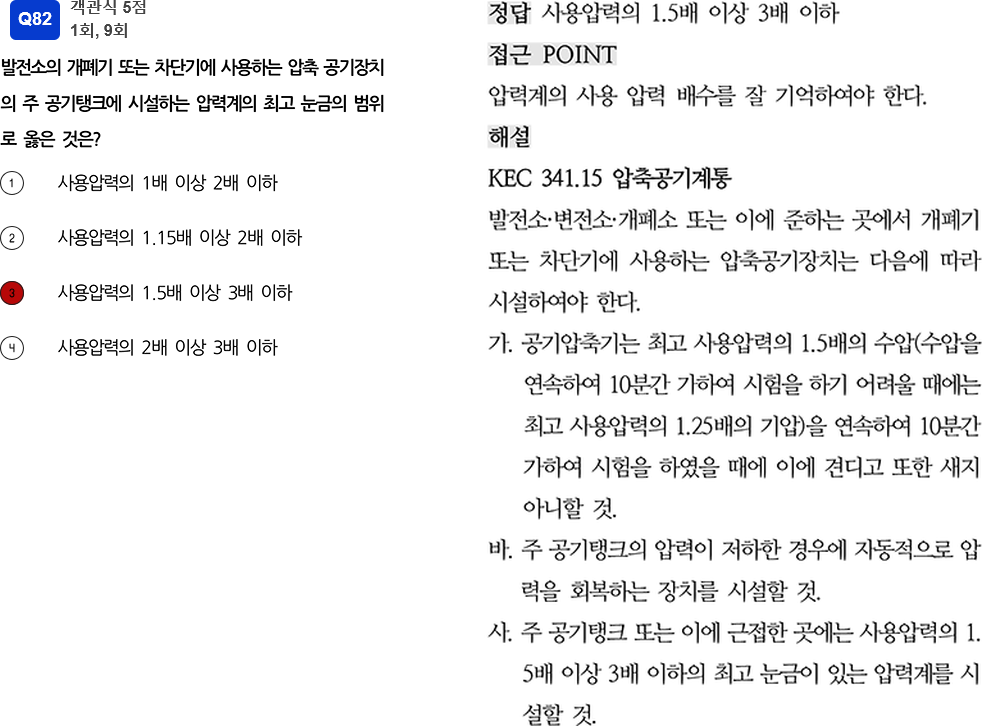 Q82
객관식 5점
1회, 9회
발전소의 개폐기 또는 차단기에 사용하는 압축 공기장치
의 주 공기탱크에 시설하는 압력계의 최고 눈금의 범위
로 옳은 것은?
1 사용압력의 1배 이상 2배 이하
2 사용압력의 1.15배 이상 2배 이하
3 사용압력의 1.5배 이상 3배 이하
4 사용압력의 2배 이상 3배 이하
정답 사용압력의 1.5배 이상 3배 이하
접근 POINT
압력계의 사용 압력 배수를 잘 기억하여야 한다.
해설
KEC 341.15 압축공기계통
발전소·변전소·개폐소 또는 이에 준하는 곳에서 개폐기
또는 차단기에 사용하는 압축공기장치는 다음에 따라
시설하여야 한다.
가. 공기압축기는 최고 사용압력의 1.5배의 수압(수압을
연속하여 10분간 가하여 시험을 하기 어려울 때에는
최고 사용압력의 1.25배의 기압)을 연속하여 10분간
가하여 시험을 하였을 때에 이에 견디고 또한 새지
아니할 것.
바. 주 공기탱크의 압력이 저하한 경우에 자동적으로 압
력을 회복하는 장치를 시설할 것.
사. 주 공기탱크 또는 이에 근접한 곳에는 사용압력의 1.
5배 이상 3배 이하의 최고 눈금이 있는 압력계를 시
설할 것.